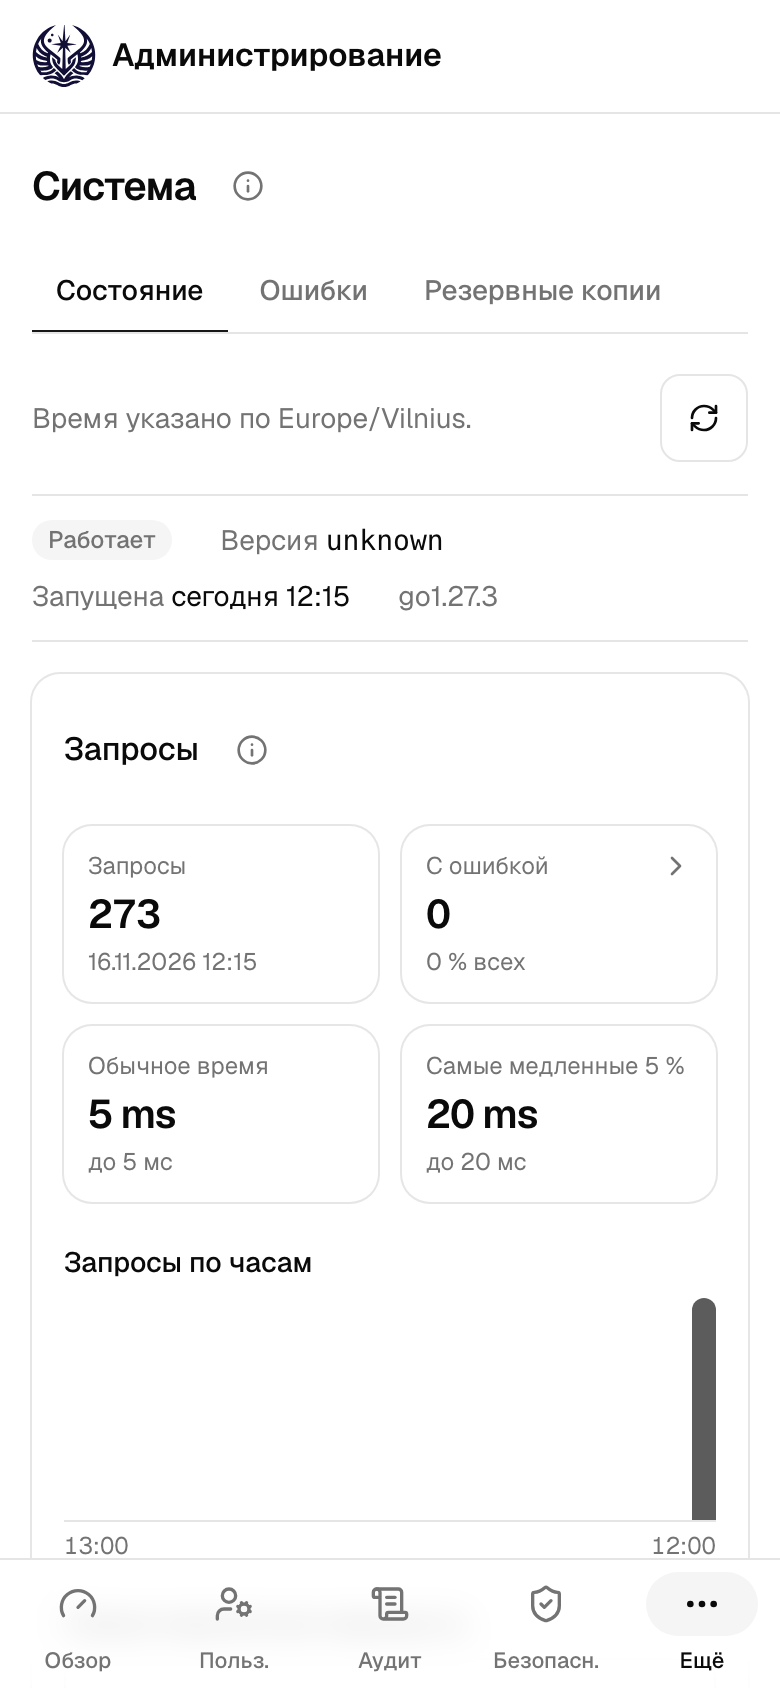 Администрирование
Система
Состояние Ошибки Резервные копии
Время указано по Europe/Vilnius.
Работает Версия unknown
Запущена сегодня 12:15 go1.27.3
Запросы
Запросы
273
16.11.2026 12:15
С ошибкой
0
0 % всех
Обычное время
5 ms
до 5 мс
Самые медленные 5 %
20 ms
до 20 мс
Запросы по часам
13:00 12:00
Обзор Польз. Аудит Безопасн. Ещё